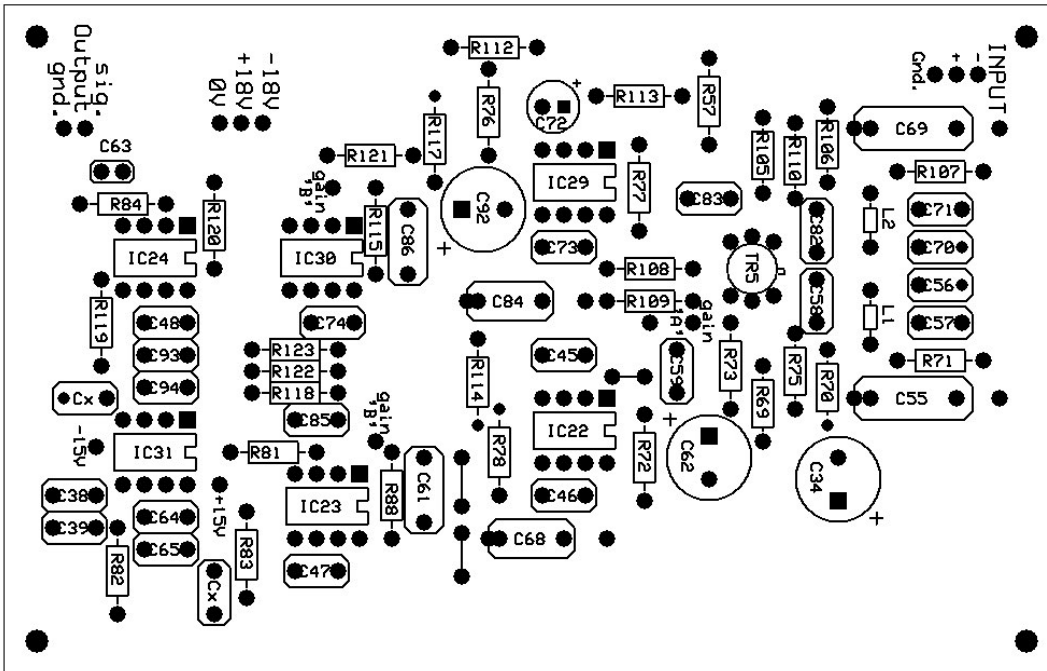 Output
sig.
gnd.
0V
+18V
-18V
R112
C72
+
R113
R57
Gnd.
+
-
INPUT
C63
R84
R76
R117
R121
R105
R110
R106
C69
IC29
R77
C83
R107
C92
+
gain
'B'
R115
C86
R120
IC24
IC30
C73
TR5
C82
L2
C71
C70
R108
R109
C84
C58
C56
L1
C57
gain
'A'
R119
C48
C74
C93
C94
R123
R122
R118
R114
C45
C59
R73
R75
R70
R71
Cx
C85
gain
'B'
R69
C55
-15V
IC31
R81
R88
C61
R78
IC22
R72
+
C62
C34
+
C38
C39
C64
C65
+15V
IC23
C46
R82
R83
C68
Cx
C47